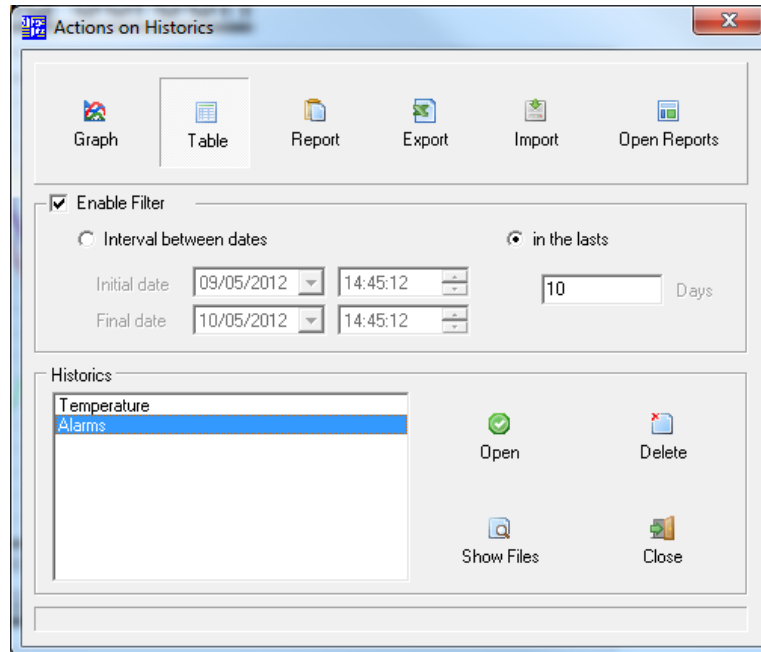 Actions on Historics
Graph Table Report Export Import Open Reports
Enable Filter
Interval between dates in the lasts
Initial date 09/05/2012 14:45:12 10 Days
Final date 10/05/2012 14:45:12
Historics
Temperature
Alarms
Open Delete
Show Files Close